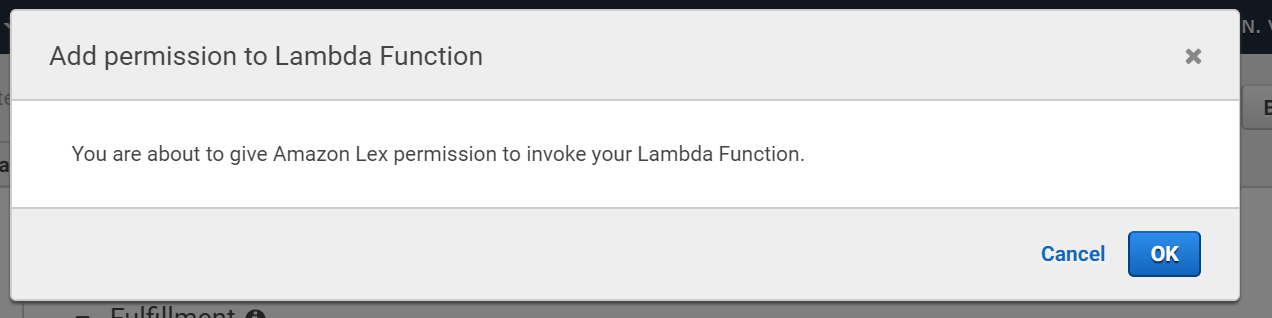 N.
Add permission to Lambda Function
You are about to give Amazon Lex permission to invoke your Lambda Function.
Cancel
OK
Fulfillment